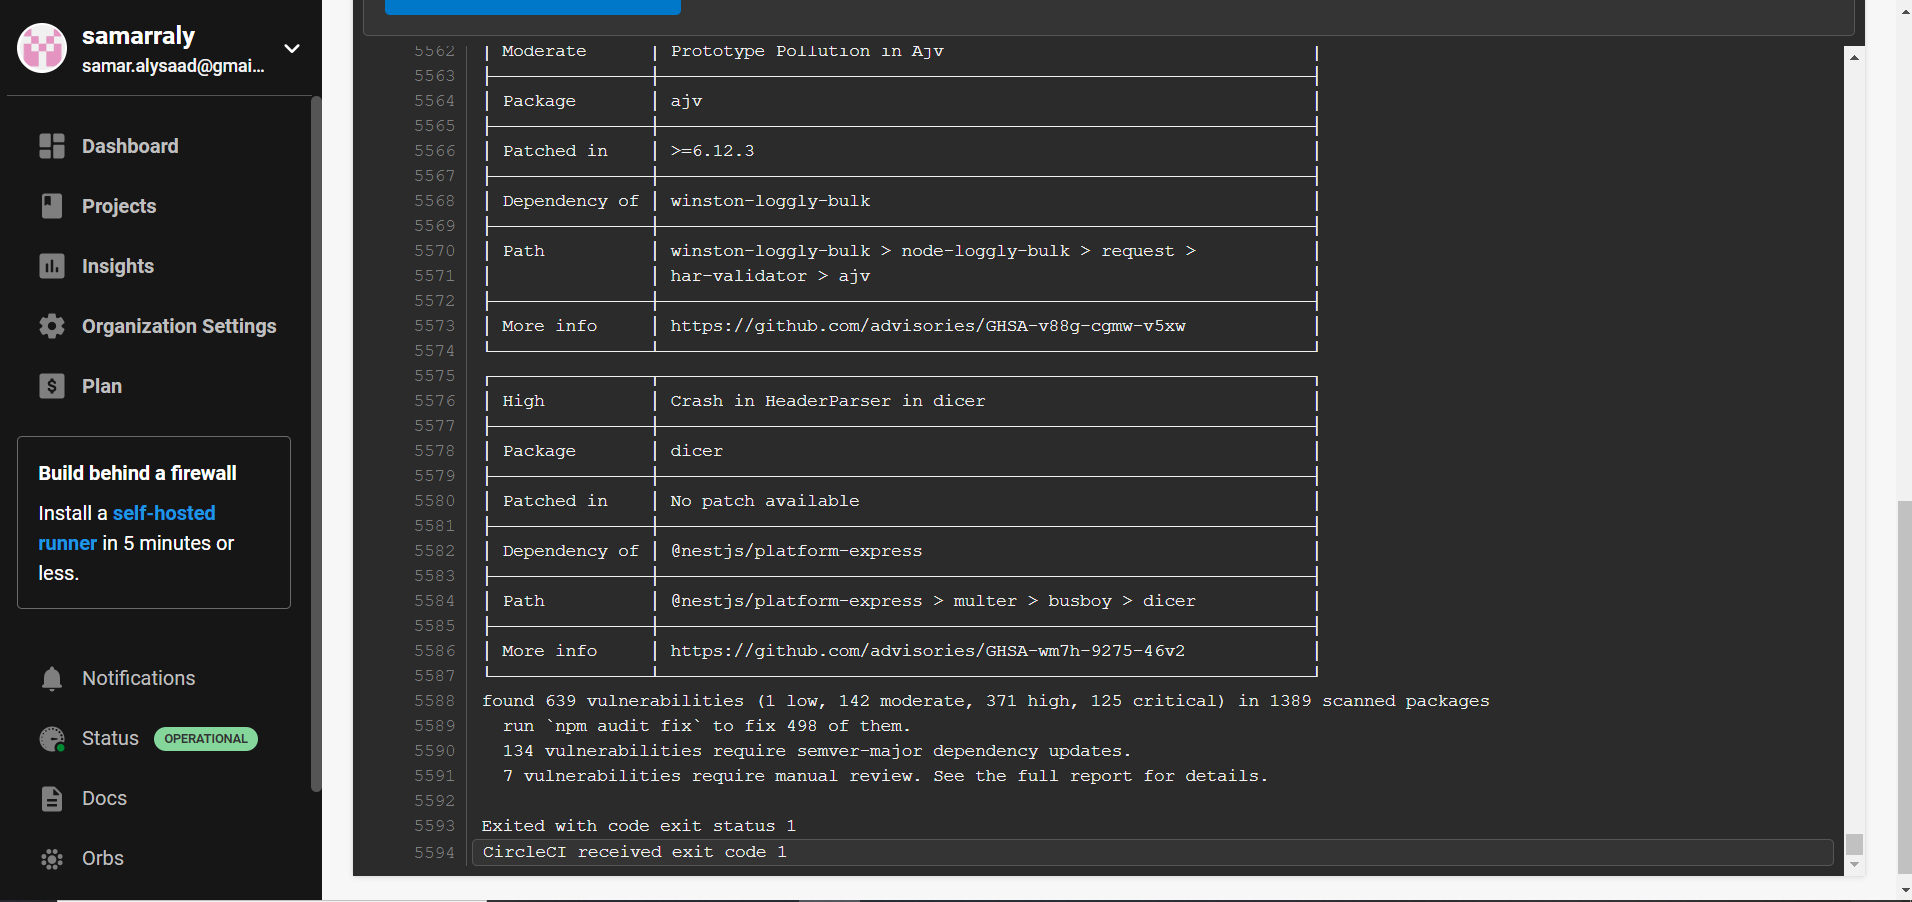 samarraly
samar.alysaad@gmai...
Dashboard
Projects
Insights
Organization Settings
Plan
Build behind a firewall
Install a self-hosted
runner in 5 minutes or
less.
Notifications
Status OPERATIONAL
Docs
Orbs
5562 Moderate Prototype Pollution in Ajv
5563
5564 Package ajv
5565
5566 Patched in >=6.12.3
5567
5568 Dependency of winston-loggly-bulk
5569
5570 Path winston-loggly-bulk > node-loggly-bulk > request >
5571 har-validator > ajv
5572
5573 More info https://github.com/advisories/GHSA-v88g-cgmw-v5xw
5574
5575
5576 High Crash in HeaderParser in dicer
5577
5578 Package dicer
5579
5580 Patched in No patch available
5581
5582 Dependency of @nestjs/platform-express
5583
5584 Path @nestjs/platform-express > multer > busboy > dicer
5585
5586 More info https://github.com/advisories/GHSA-wm7h-9275-46v2
5587
5588 found 639 vulnerabilities (1 low, 142 moderate, 371 high, 125 critical) in 1389 scanned packages
5589 run `npm audit fix` to fix 498 of them.
5590 134 vulnerabilities require semver-major dependency updates.
5591 7 vulnerabilities require manual review. See the full report for details.
5592
5593 Exited with code exit status 1
5594 CircleCI received exit code 1